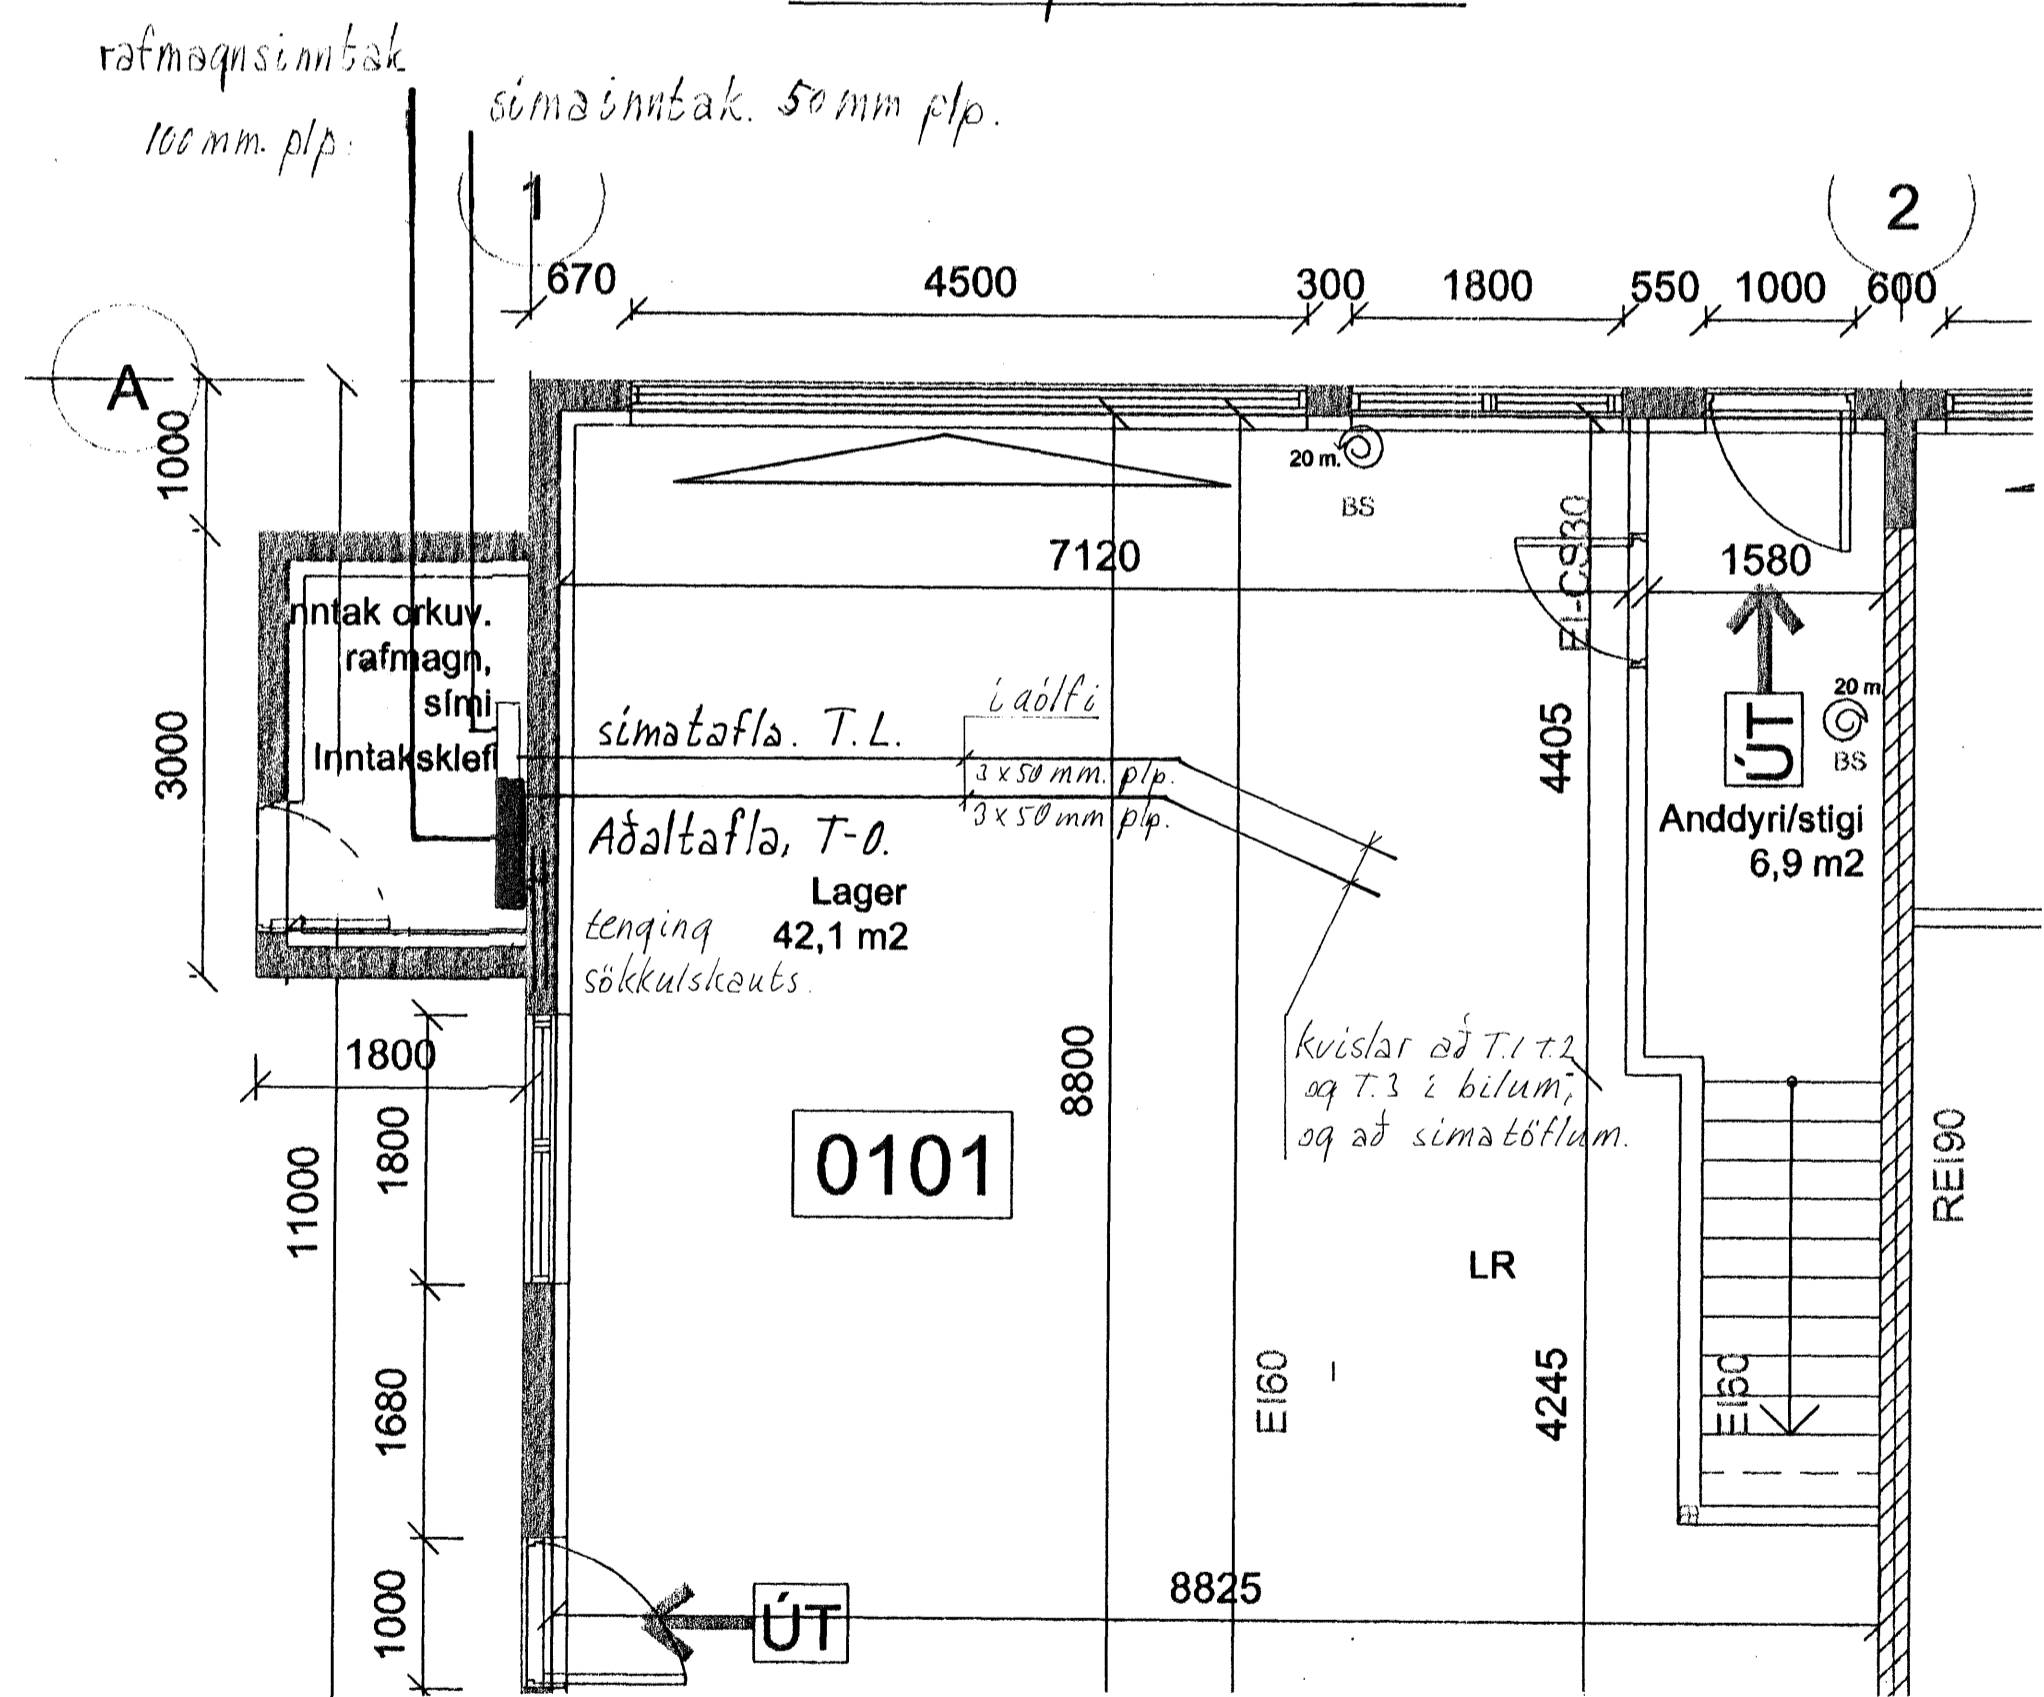 rafmagnsinntak
100 mm. plp.
símainntak. 50 mm plp.
1
2
670 4500 300 1800 550 1000 600
A
1000
3000
20 m.
BS
7120
EI-CS30
1580
nntak orkuv.
rafmagn,
sími
Inntaksklefi
símatafla. T.L.
í gólfi
3 x 50 mm. plp.
3 x 50 mm plp.
Aðaltafla, T-0.
Lager
42,1 m2
tenging
sökkulskauts.
4405
ÚT
20 m
BS
Anddyri/stigi
6,9 m2
kvíslar að T.1 T.2
og T.3 í bilum,
og að símatöflum.
1800
1800
11000
8800
0101
REI90
LR
1680
EI60
4245
EI60
1000
ÚT
8825